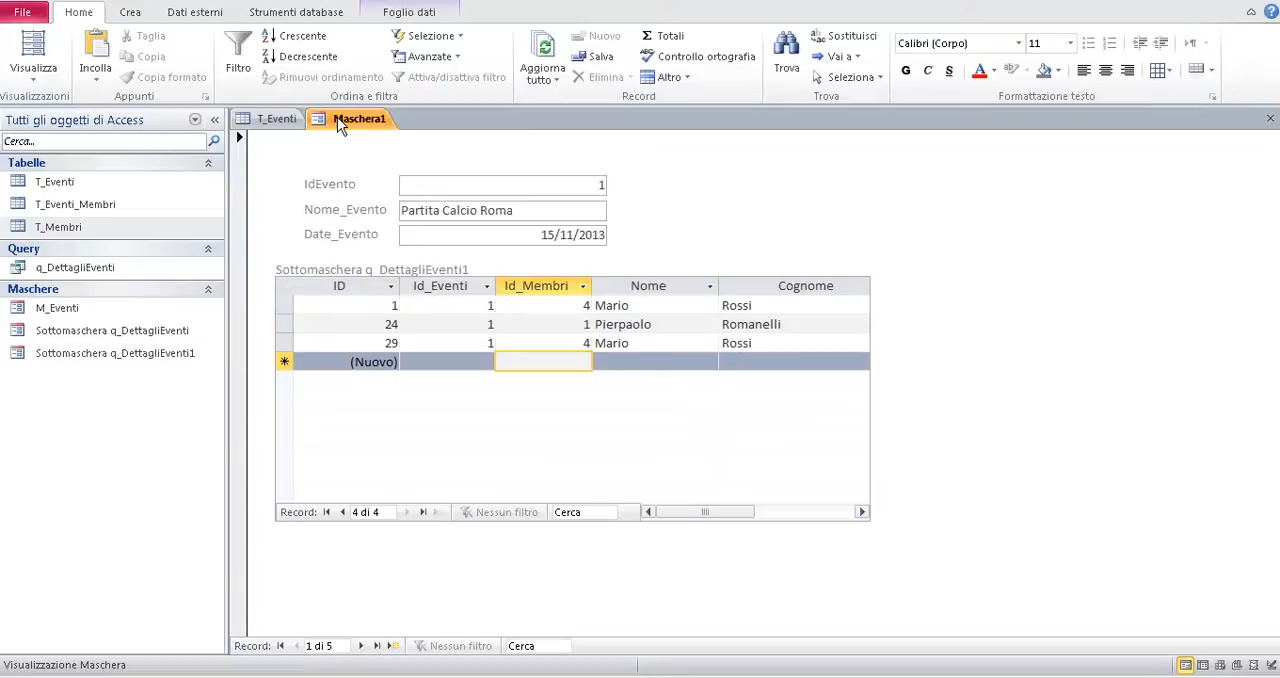 File Home Crea Dati esterni Strumenti database Foglio dati
Visualizza
Visualizzazioni
Incolla
Taglia
Copia
Copia formato
Appunti
Filtro
Crescente
Decrescente
Rimuovi ordinamento
Selezione
Avanzate
Attiva/disattiva filtro
Ordina e filtra
Aggiorna tutto
Nuovo
Salva
Elimina
Totali
Controllo ortografia
Altro
Record
Trova
Sostituisci
Vai a
Seleziona
Trova
Calibri (Corpo) 11
G C S A ab
Formattazione testo
Tutti gli oggetti di Access
Cerca...
Tabelle
T_Eventi
T_Eventi_Membri
T_Membri
Query
q_DettagliEventi
Maschere
M_Eventi
Sottomaschera q_DettagliEventi
Sottomaschera q_DettagliEventi1
T_Eventi Maschera1
IdEvento 1
Nome_Evento Partita Calcio Roma
Date_Evento 15/11/2013
Sottomaschera q_DettagliEventi1
ID Id_Eventi Id_Membri Nome Cognome
1 1 4 Mario Rossi
24 1 1 Pierpaolo Romanelli
29 1 4 Mario Rossi
(Nuovo)
Record: 4 di 4 Nessun filtro Cerca
Record: 1 di 5 Nessun filtro Cerca
Visualizzazione Maschera